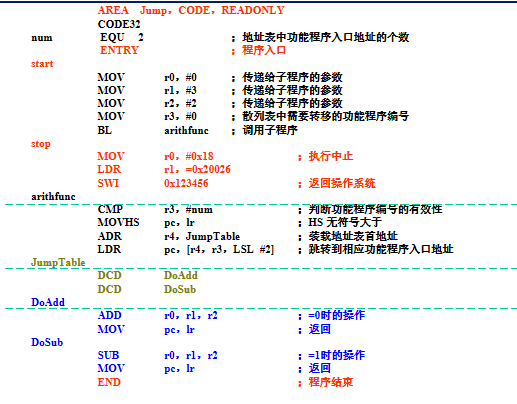 AREA Jump, CODE, READONLY
CODE32
num EQU 2 ；地址表中功能程序入口地址的个数
ENTRY ；程序入口
start
MOV r0，#0 ；传递给子程序的参数
MOV r1，#3 ；传递给子程序的参数
MOV r2，#2 ；传递给子程序的参数
MOV r3，#0 ；散列表中需要转移的功能程序编号
BL arithfunc ；调用子程序
stop
MOV r0，#0x18 ；执行中止
LDR r1，=0x20026
SWI 0x123456 ；返回操作系统
arithfunc
CMP r3，#num ；判断功能程序编号的有效性
MOVHS pc，lr ；HS 无符号大于
ADR r4，JumpTable ；装载地址表首地址
LDR pc，[r4，r3，LSL #2] ；跳转到相应功能程序入口地址
JumpTable
DCD DoAdd
DCD DoSub
DoAdd
ADD r0，r1，r2 ；=0时的操作
MOV pc，lr ；返回
DoSub
SUB r0，r1，r2 ；=1时的操作
MOV pc，lr ；返回
END ；程序结束